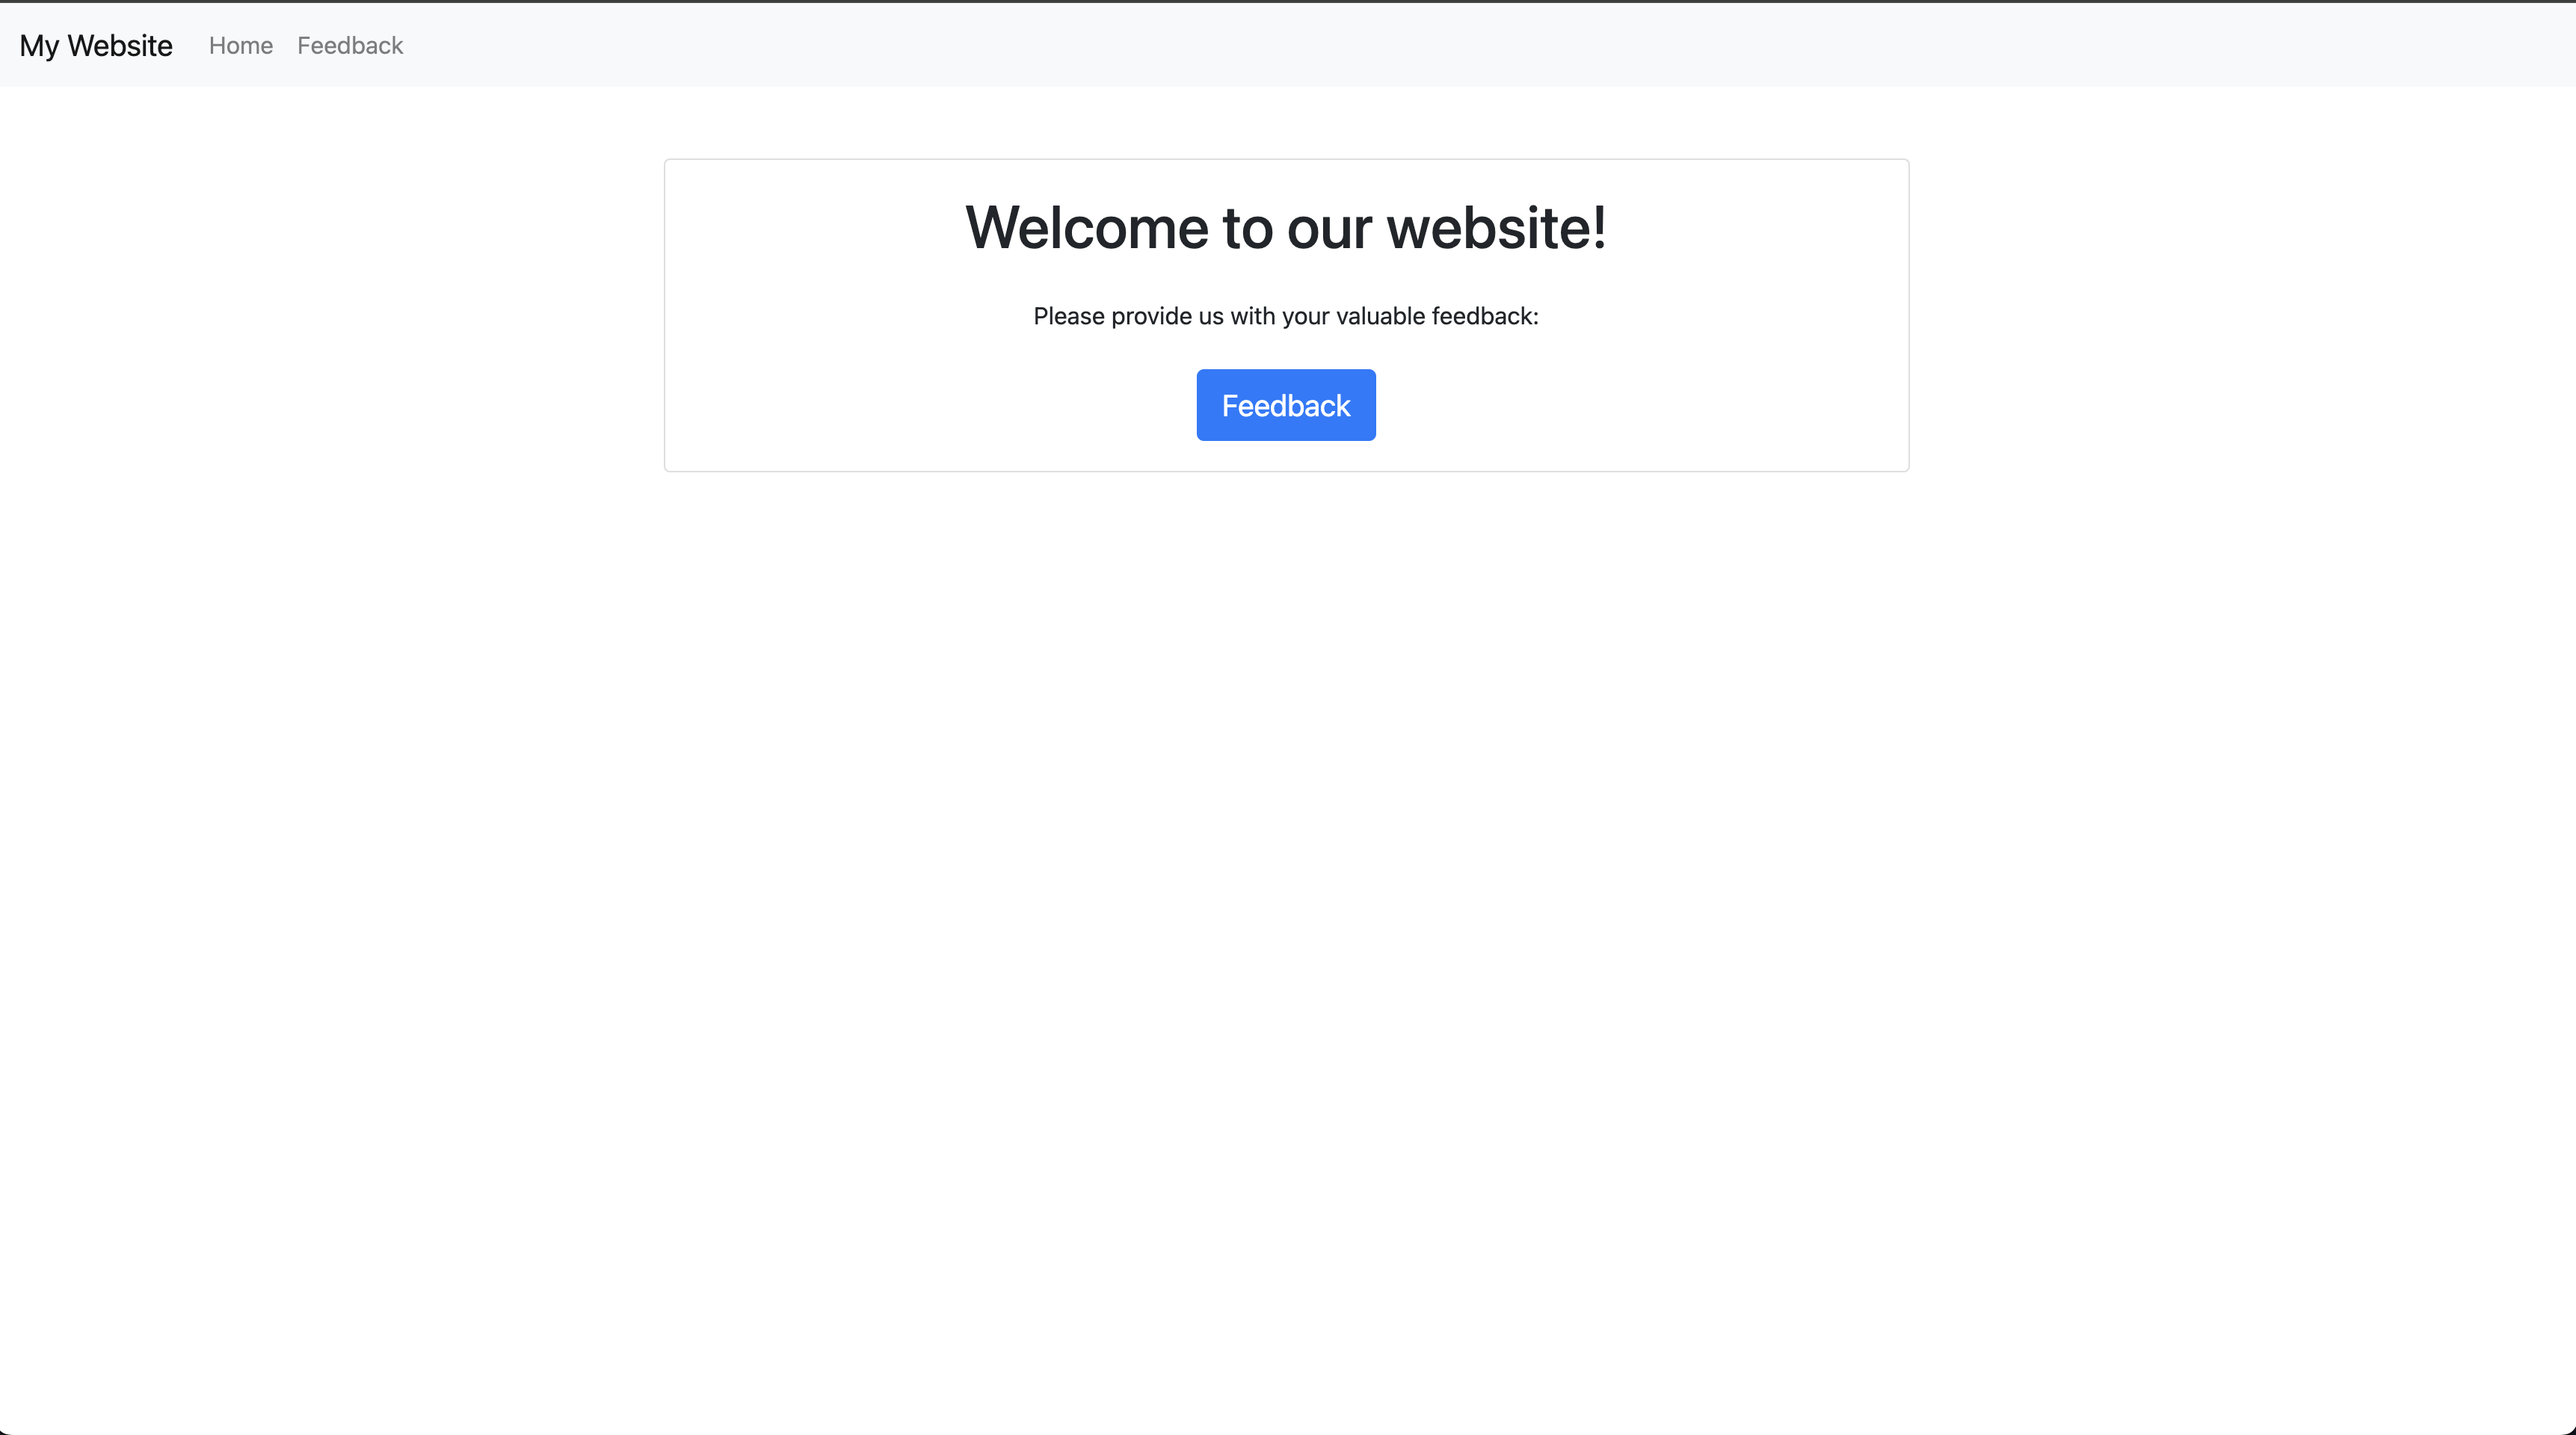 My Website Home Feedback
Welcome to our website!
Please provide us with your valuable feedback:
Feedback